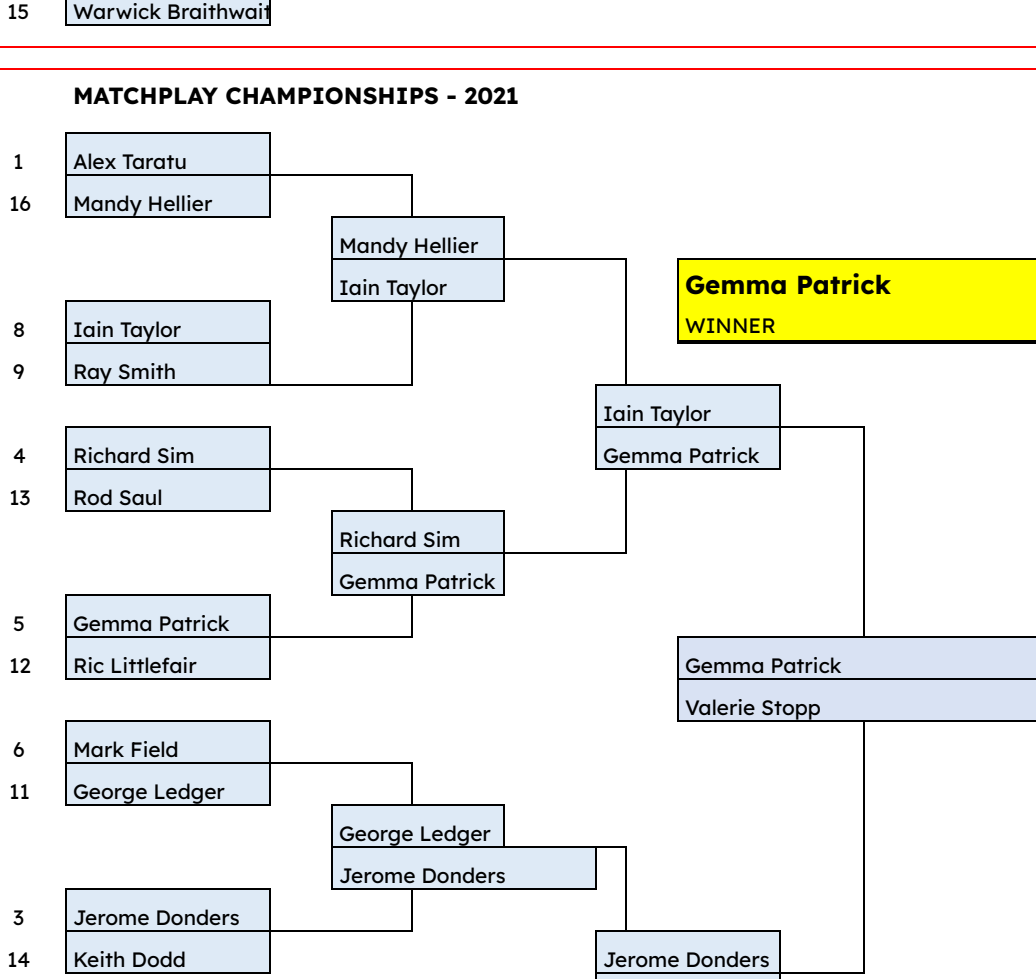 15 Warwick Braithwait
MATCHPLAY CHAMPIONSHIPS - 2021
1 Alex Taratu
16 Mandy Hellier
Mandy Hellier
Iain Taylor
Gemma Patrick
WINNER
8 Iain Taylor
9 Ray Smith
Iain Taylor
Gemma Patrick
4 Richard Sim
13 Rod Saul
Richard Sim
Gemma Patrick
5 Gemma Patrick
12 Ric Littlefair
Gemma Patrick
Valerie Stopp
6 Mark Field
11 George Ledger
George Ledger
Jerome Donders
3 Jerome Donders
14 Keith Dodd
Jerome Donders